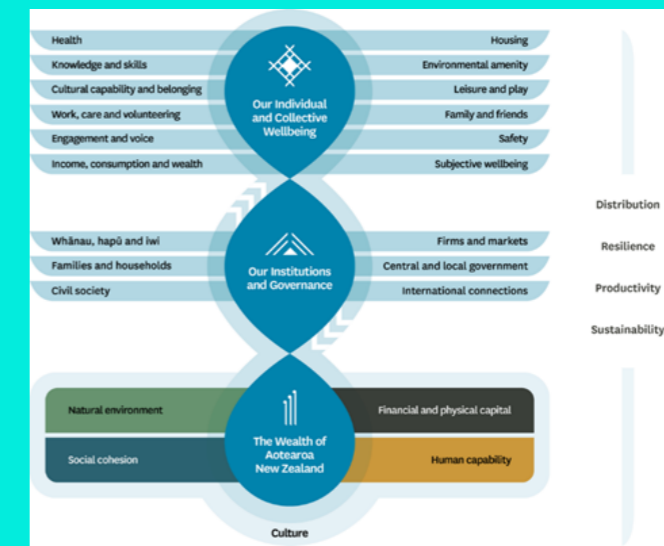 Health
Knowledge and skills
Cultural capability and belonging
Work, care and volunteering
Engagement and voice
Income, consumption and wealth
Our Individual
and Collective
Wellbeing
Housing
Environmental amenity
Leisure and play
Family and friends
Safety
Subjective wellbeing
Whānau, hapū and iwi
Families and households
Civil society
Our Institutions
and Governance
Firms and markets
Central and local government
International connections
Natural environment
Social cohesion
The Wealth of
Aotearoa
New Zealand
Financial and physical capital
Human capability
Culture
Distribution
Resilience
Productivity
Sustainability